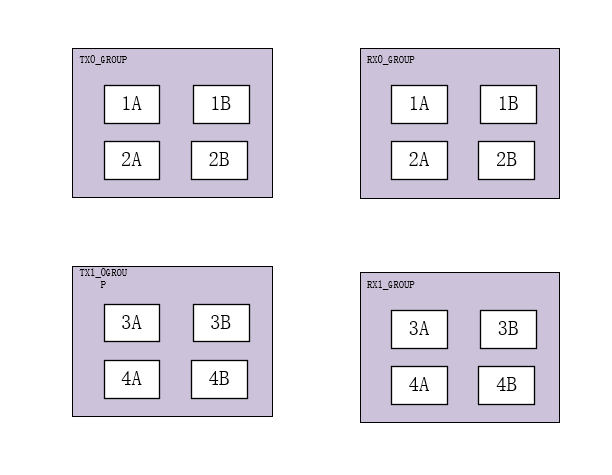 TX0_GROUP
1A 1B
2A 2B
RX0_GROUP
1A 1B
2A 2B
TX1_0GROU
P
3A 3B
4A 4B
RX1_GROUP
3A 3B
4A 4B